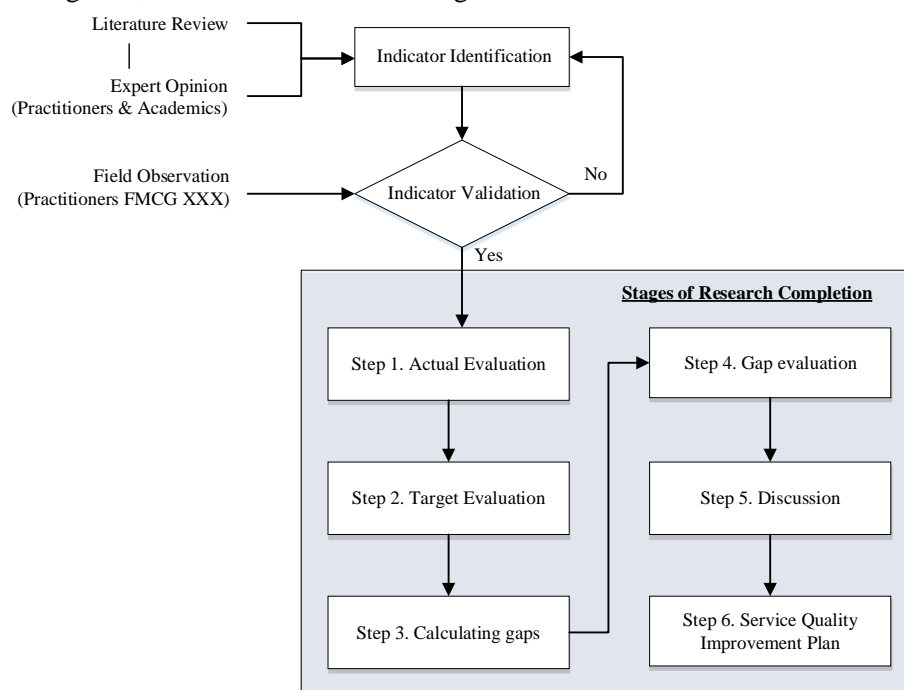 Literature Review
Expert Opinion
(Practitioners & Academics)
Indicator Identification
Field Observation
(Practitioners FMCG XXX)
Indicator Validation
No
Yes
Stages of Research Completion
Step 1. Actual Evaluation
Step 2. Target Evaluation
Step 3. Calculating gaps
Step 4. Gap evaluation
Step 5. Discussion
Step 6. Service Quality
Improvement Plan